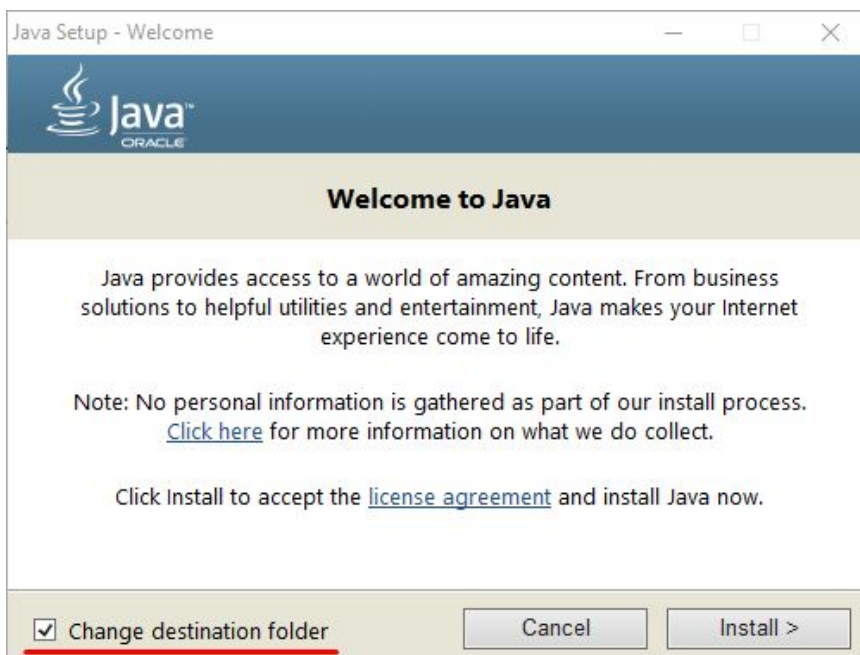 Java Setup - Welcome
Java™
ORACLE
Welcome to Java
Java provides access to a world of amazing content. From business
solutions to helpful utilities and entertainment, Java makes your Internet
experience come to life.
Note: No personal information is gathered as part of our install process.
Click here for more information on what we do collect.
Click Install to accept the license agreement and install Java now.
Change destination folder
Cancel
Install >